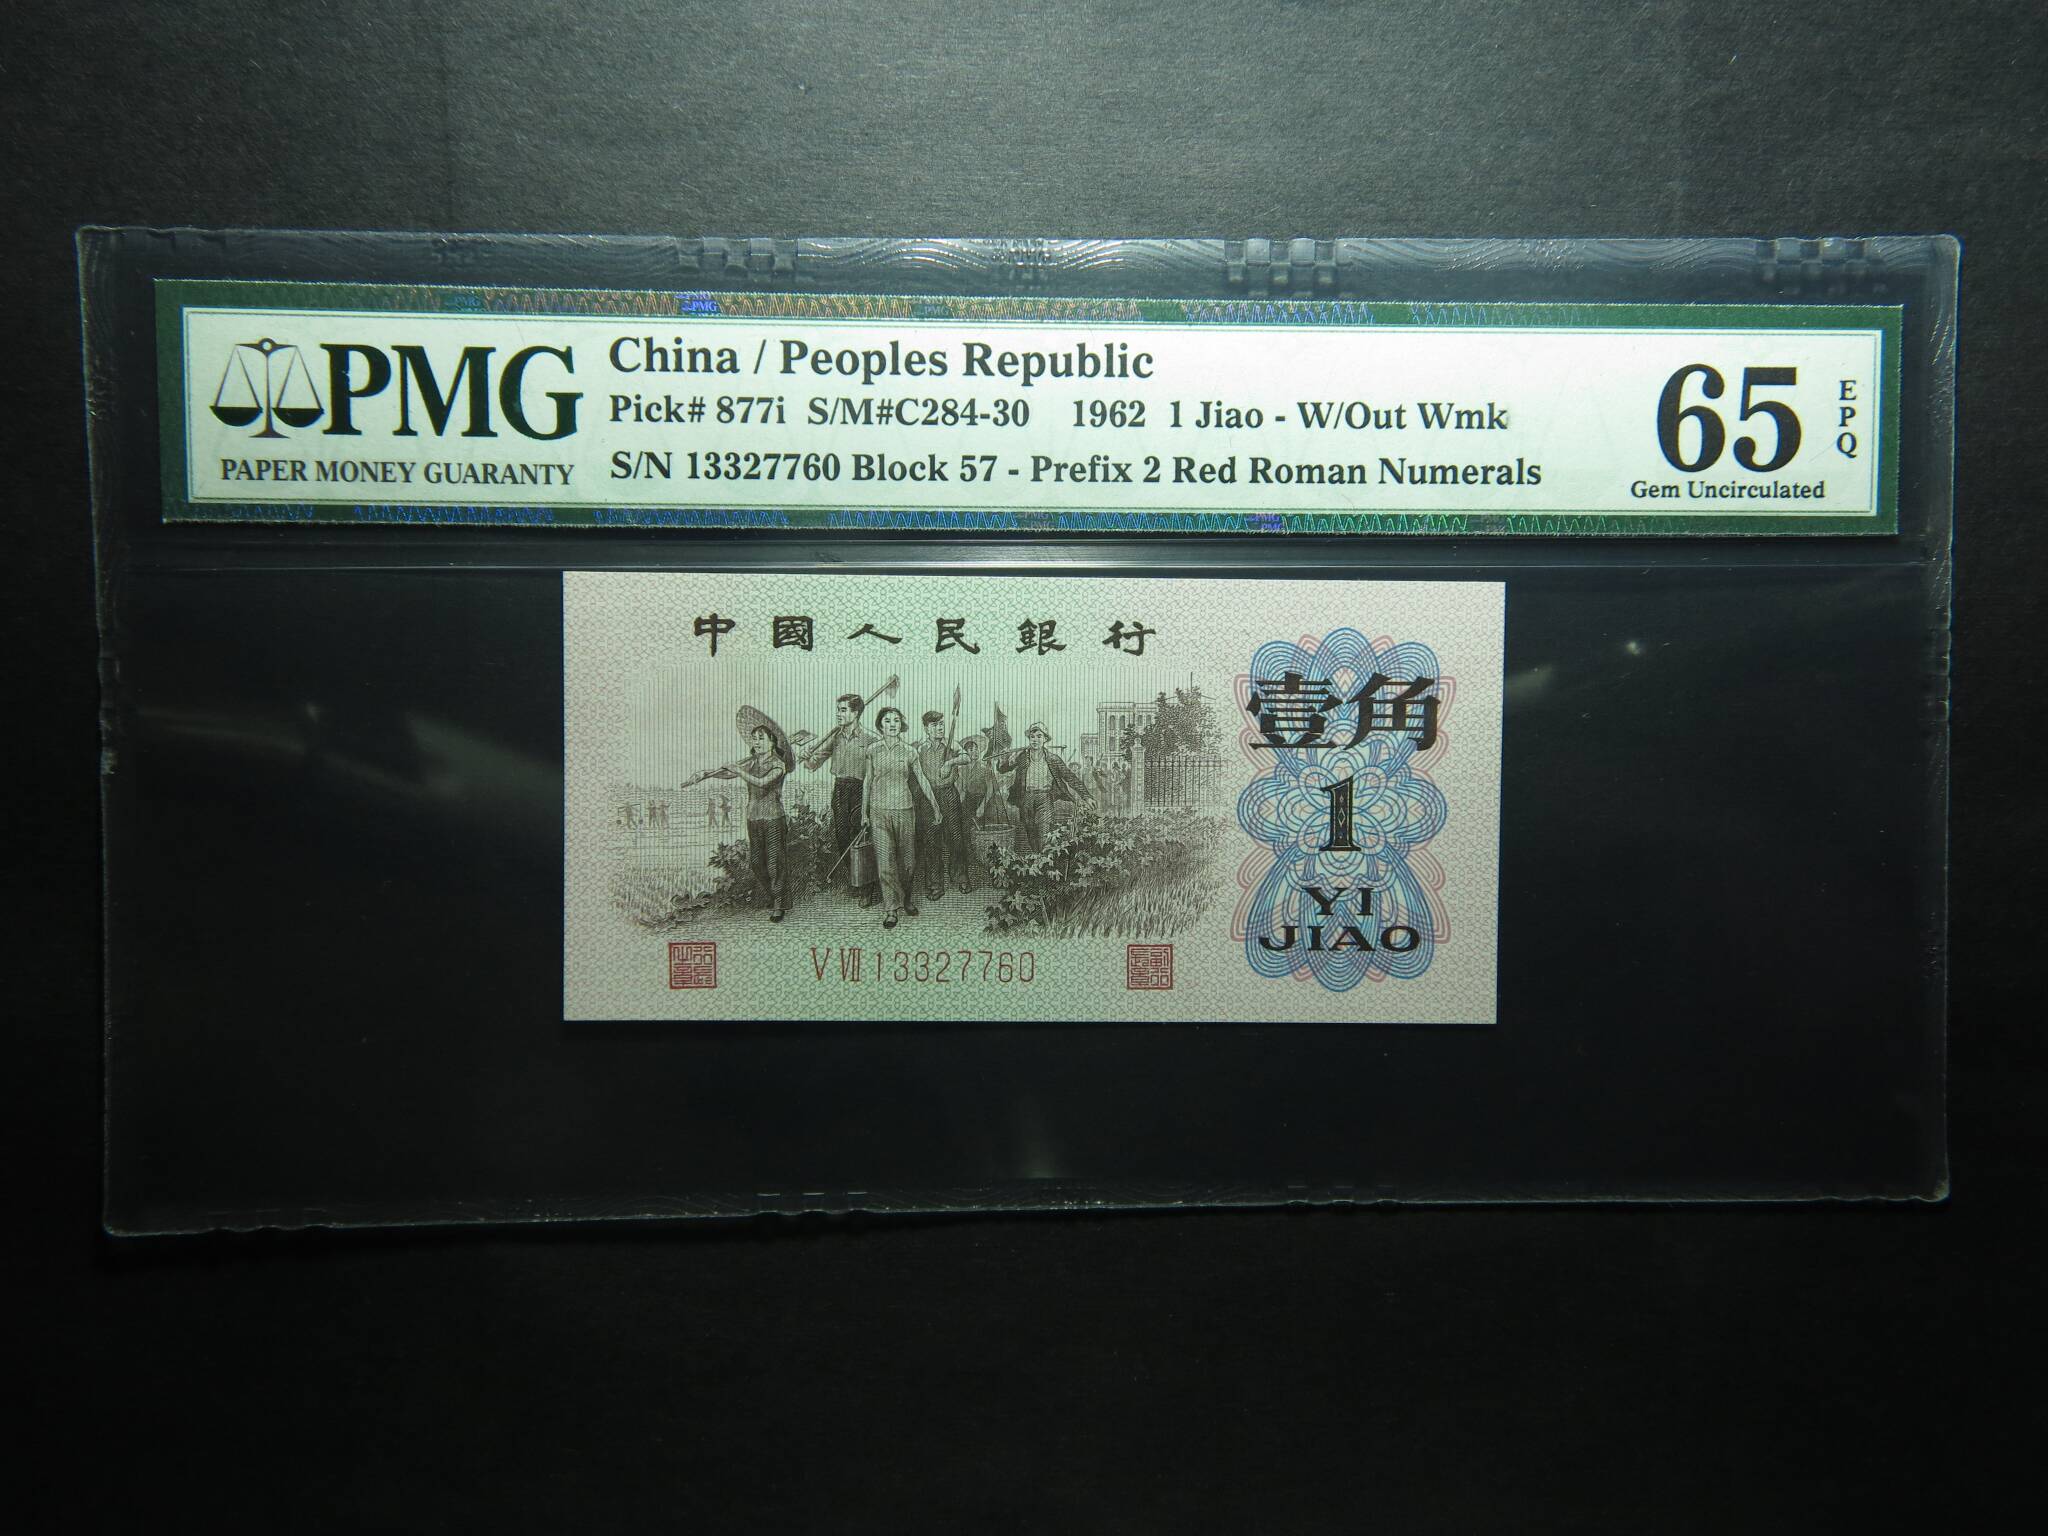 PMG
PAPER MONEY GUARANTY
China / Peoples Republic
Pick# 877i S/M#C284-30 1962 1 Jiao - W/Out Wmk
S/N 13327760 Block 57 - Prefix 2 Red Roman Numerals
65
EPQ
Gem Uncirculated
中國人民銀行
壹角
1
YI
JIAO
Ⅴ Ⅶ 13327760